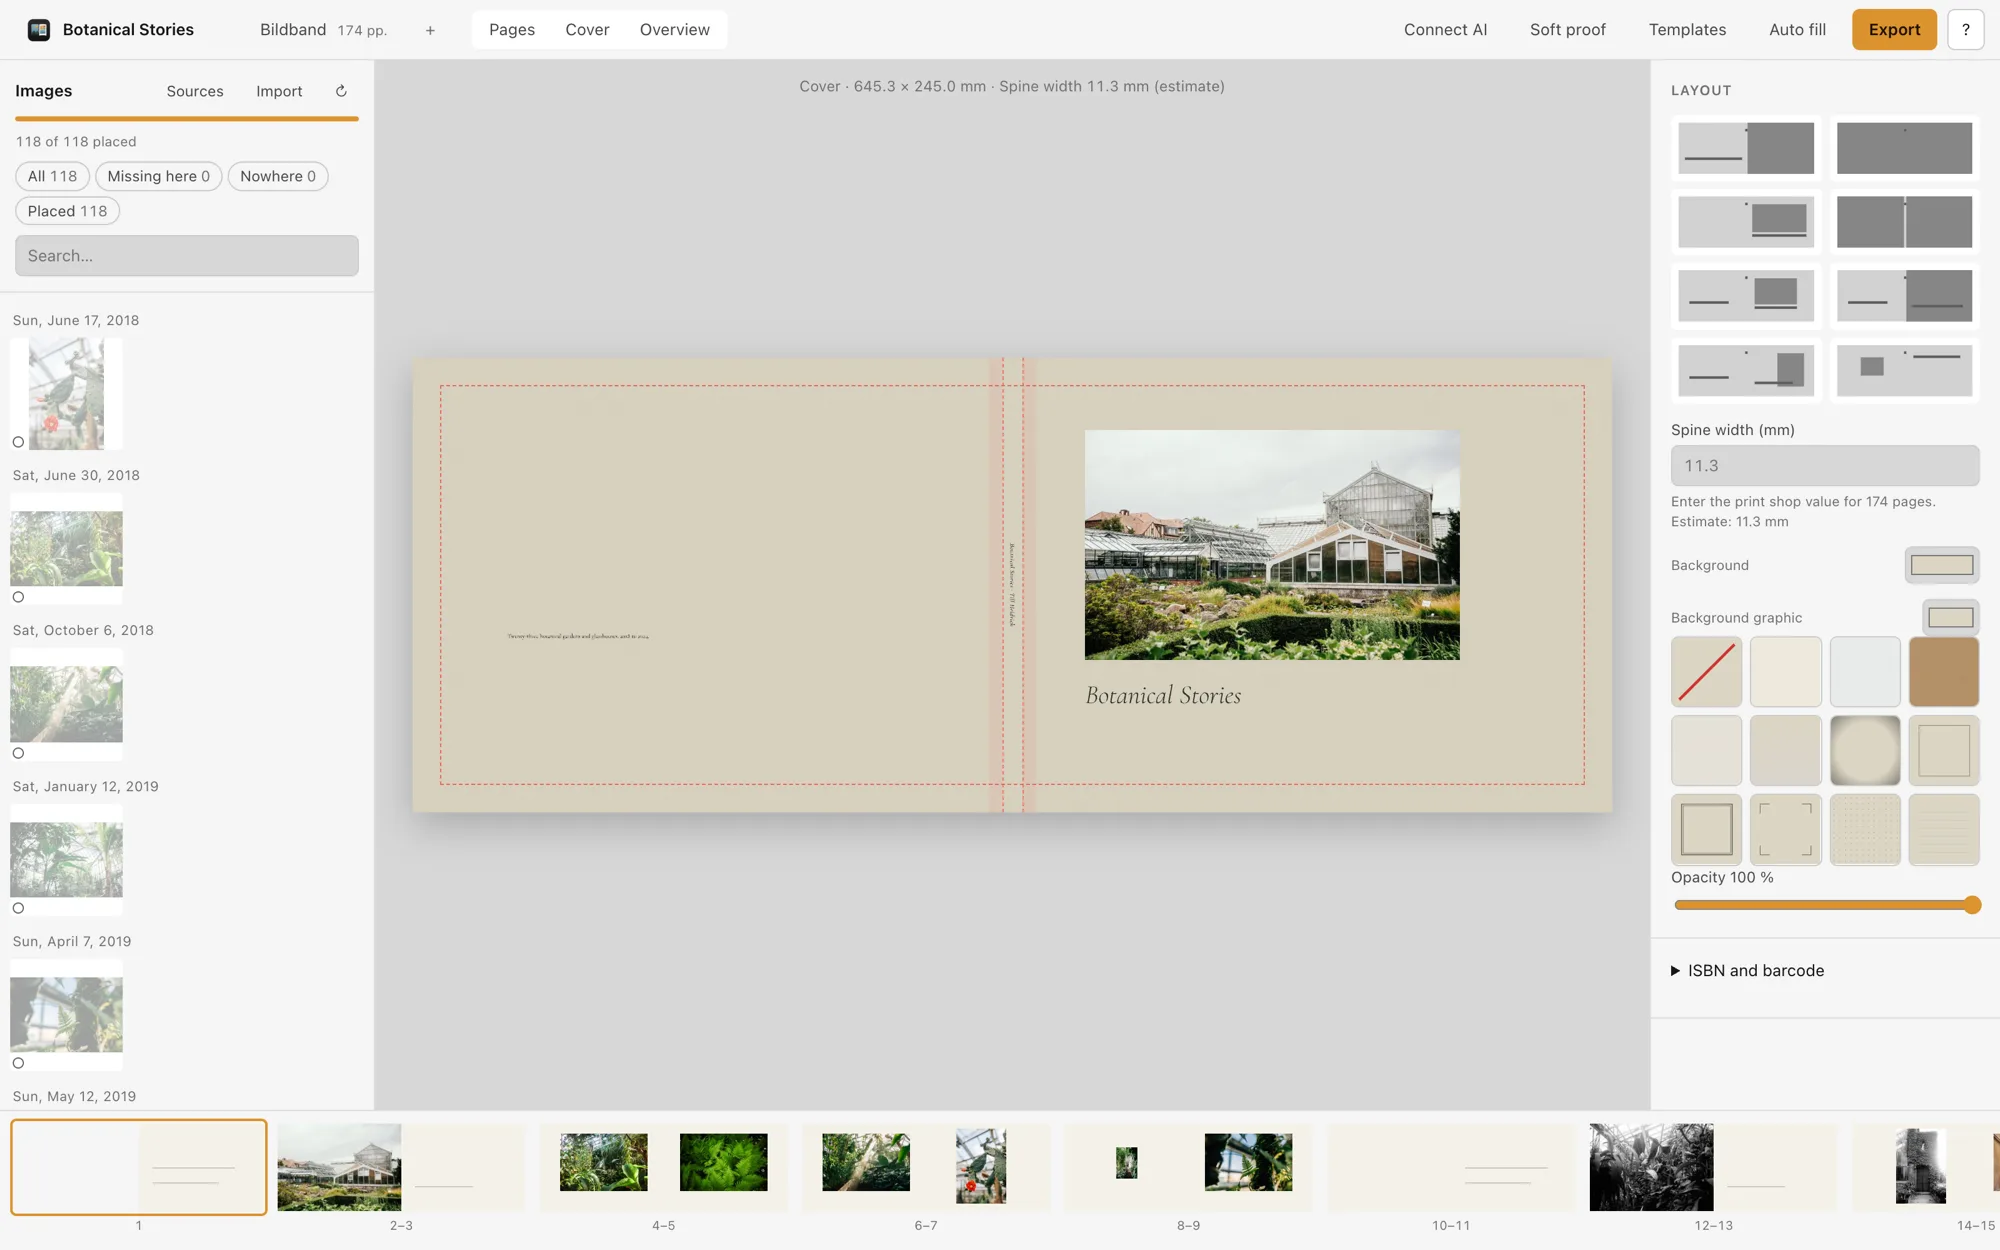 Botanical Stories
Bildband 174 pp. +
Pages Cover Overview
Connect AI Soft proof Templates Auto fill Export ?
Images Sources Import
118 of 118 placed
All 118 Missing here 0 Nowhere 0
Placed 118
Search...
Sun, June 17, 2018
Sat, June 30, 2018
Sat, October 6, 2018
Sat, January 12, 2019
Sun, April 7, 2019
Sun, May 12, 2019
Cover · 645.3 × 245.0 mm · Spine width 11.3 mm (estimate)
Botanical Stories
LAYOUT
Spine width (mm)
11.3
Enter the print shop value for 174 pages.
Estimate: 11.3 mm
Background
Background graphic
Opacity 100 %
ISBN and barcode
1
2–3
4–5
6–7
8–9
10–11
12–13
14–15